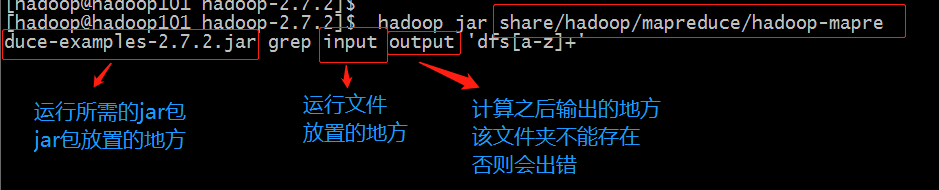 [hadoop@hadoop101 hadoop-2.7.2]$
[hadoop@hadoop101 hadoop-2.7.2]$ hadoop jar share/hadoop/mapreduce/hadoop-mapre
duce-examples-2.7.2.jar grep input output 'dfs[a-z]+'
运行所需的jar包
jar包放置的地方
运行文件
放置的地方
计算之后输出的地方
该文件夹不能存在
否则会出错